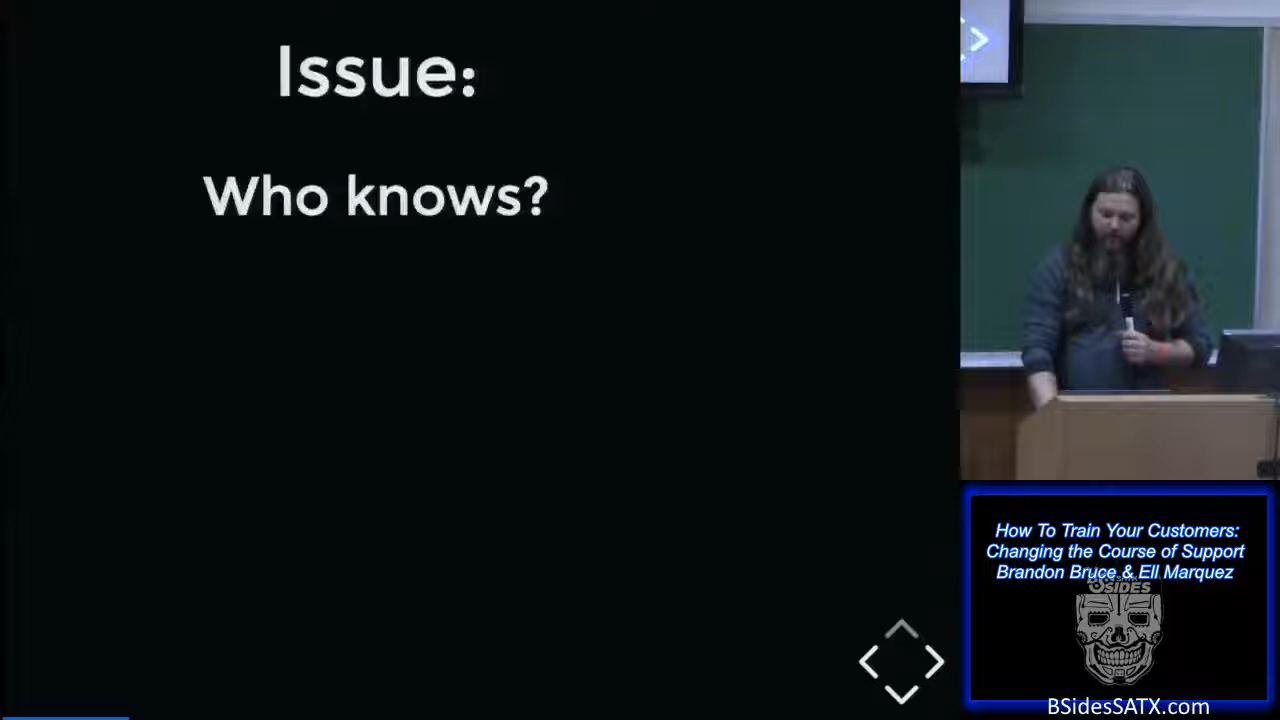 Issue:
Who knows?
How To Train Your Customers:
Changing the Course of Support
Brandon Bruce & Ell Marquez
BSIDES
BSidesSATX.com